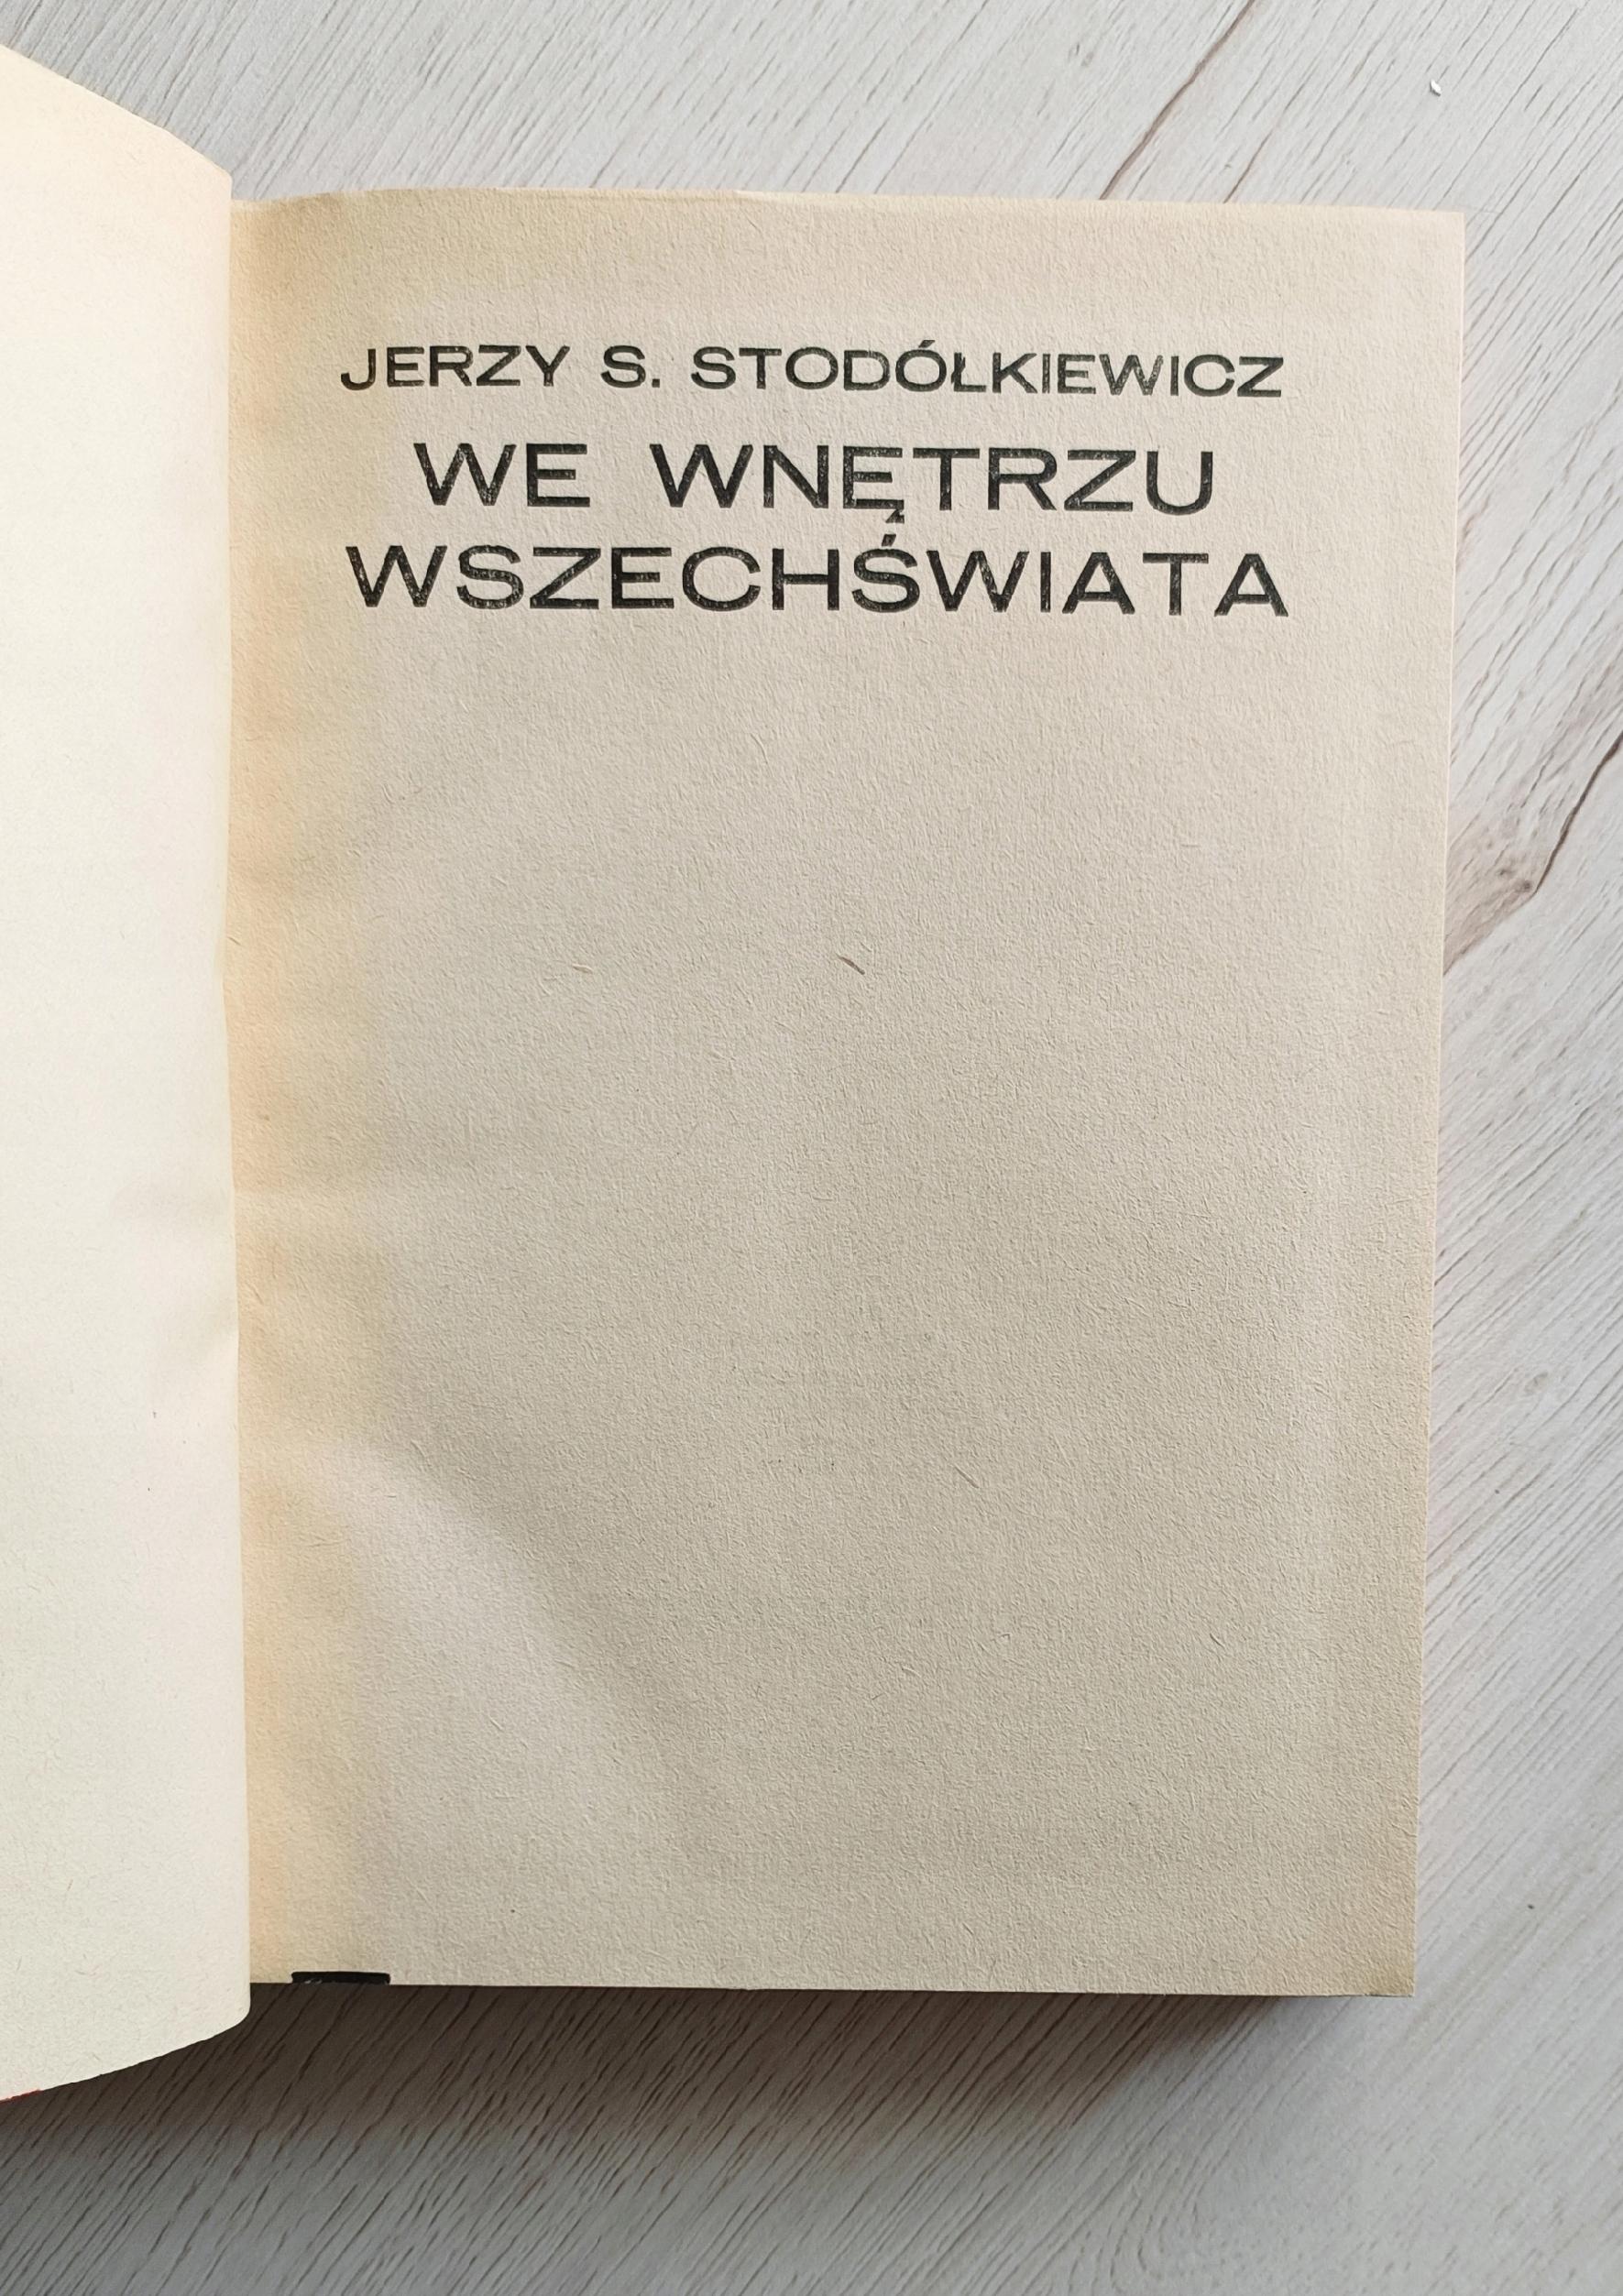 JERZY S. STODÓŁKIEWICZ
WE WNĘTRZU
WSZECHŚWIATA